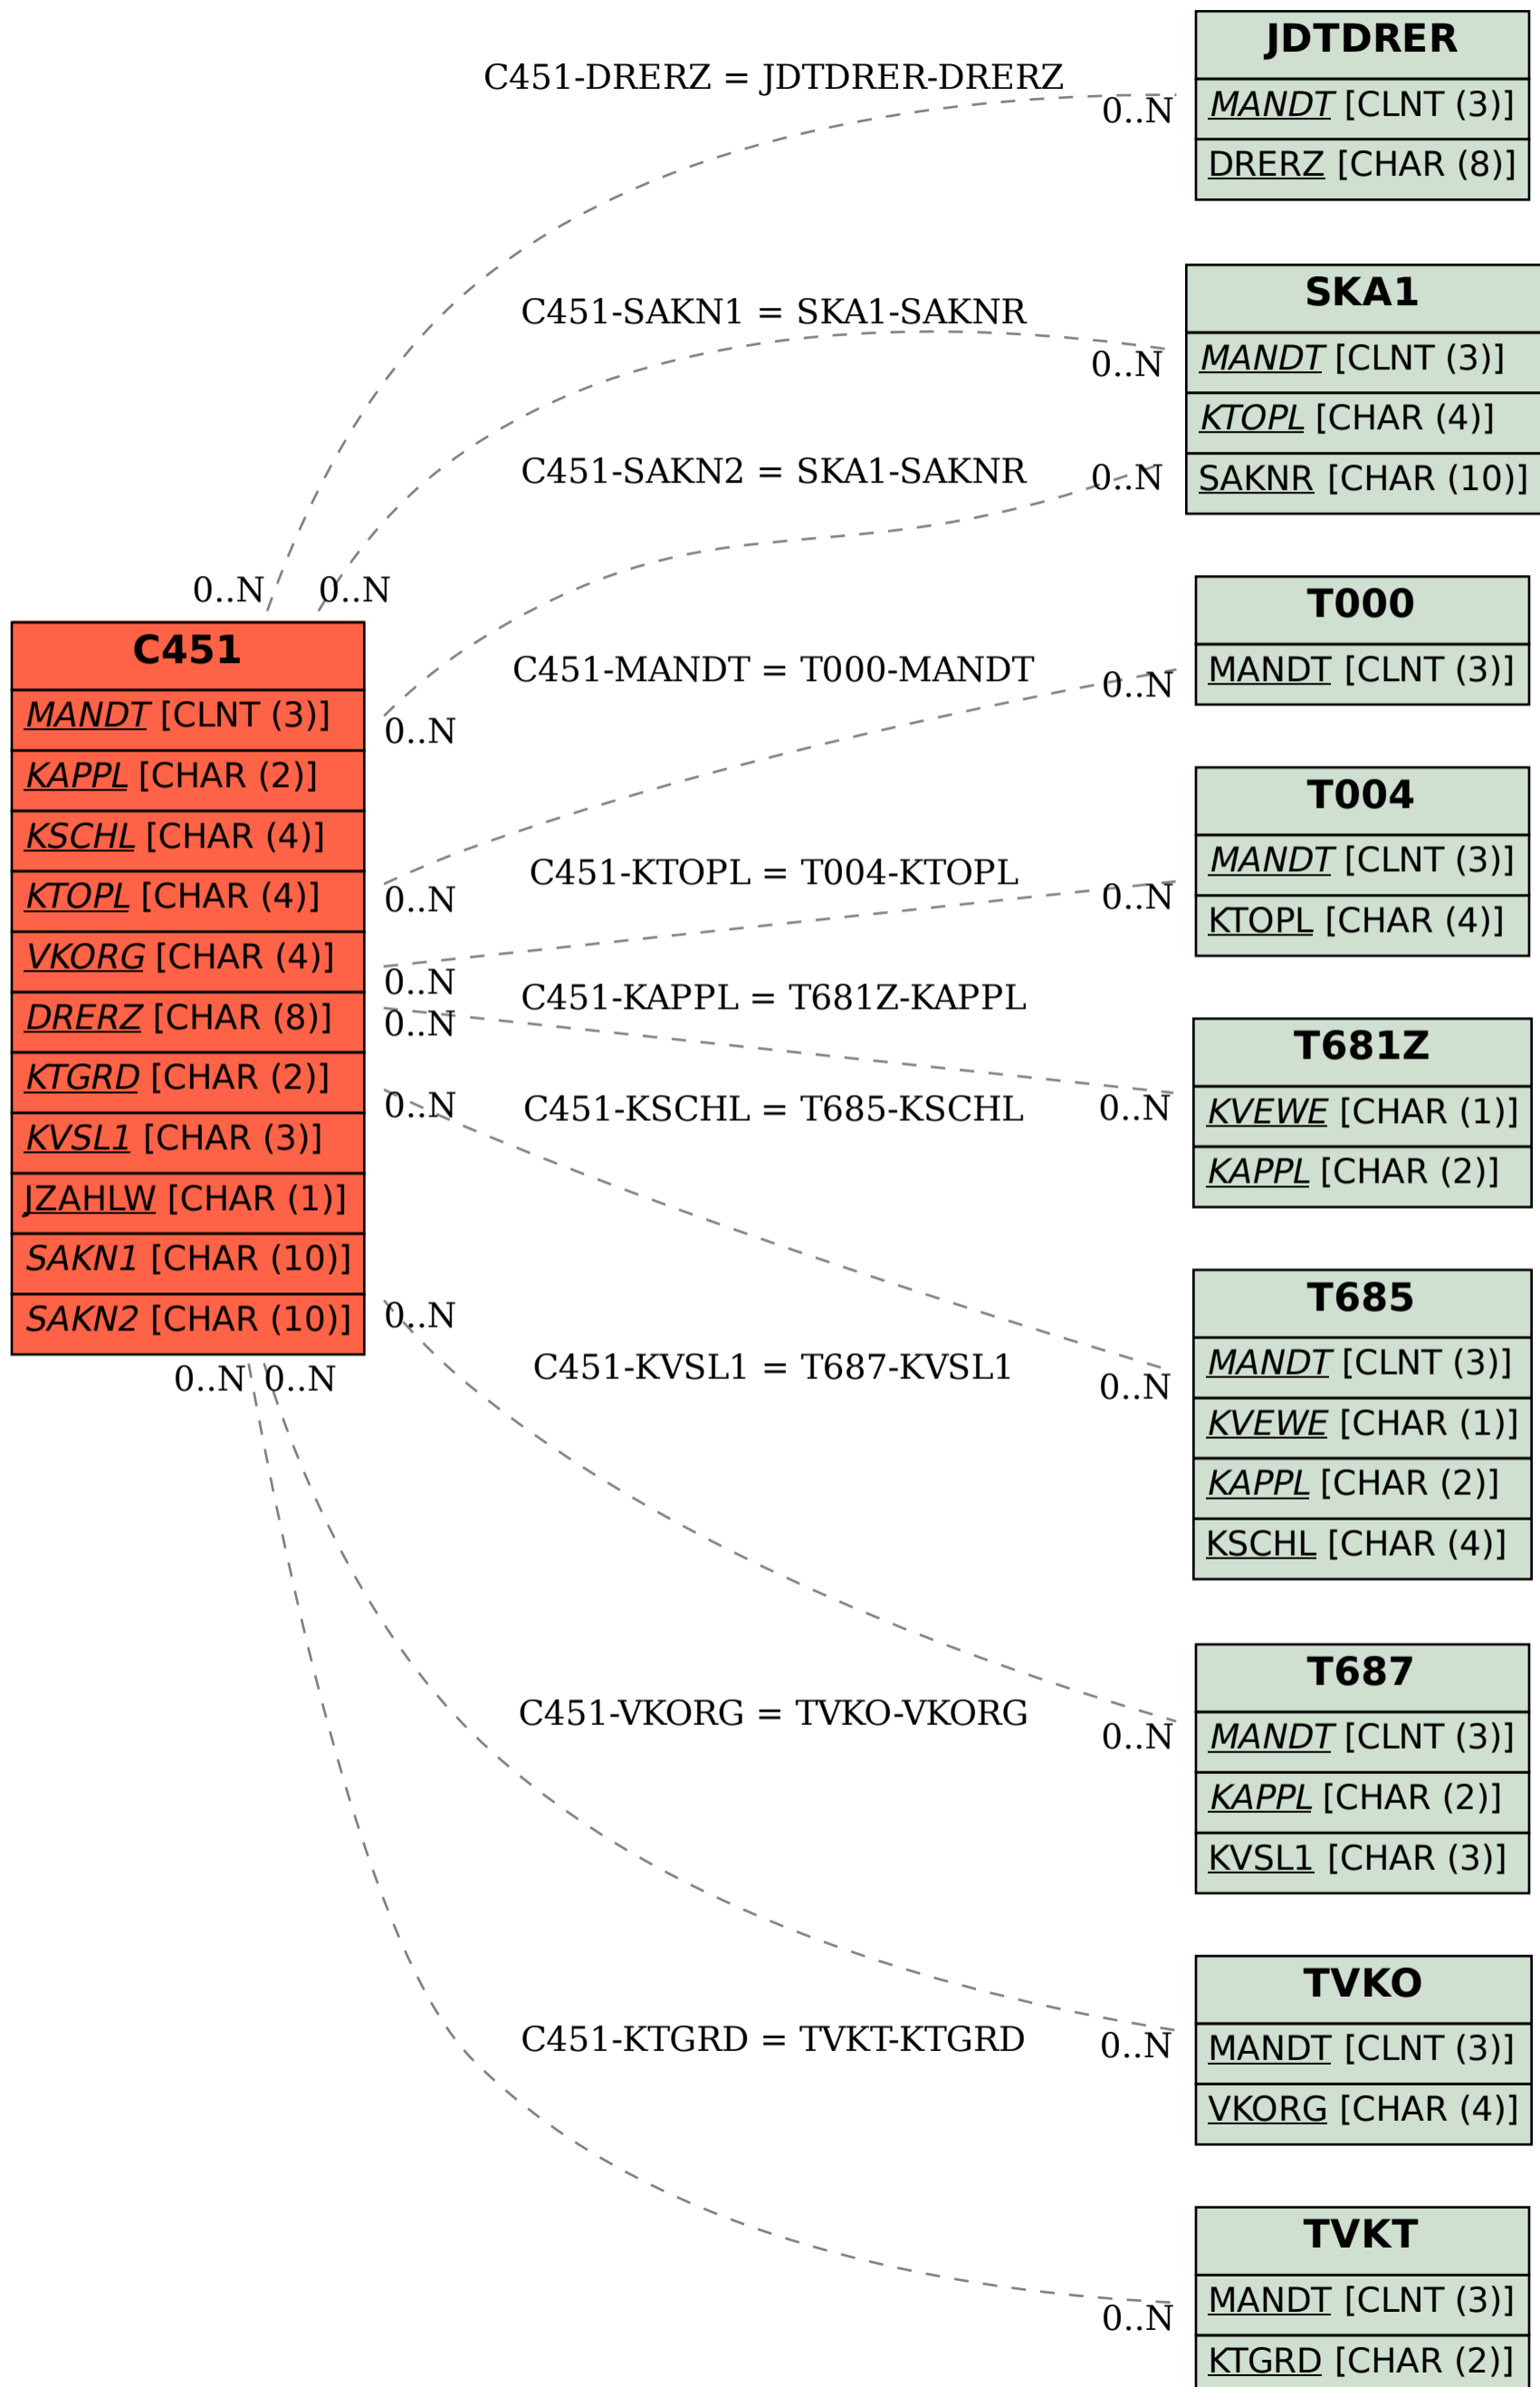 JDTDRER
MANDT [CLNT (3)]
DRERZ [CHAR (8)]
C451-DRERZ = JDTDRER-DRERZ
0..N
SKA1
MANDT [CLNT (3)]
KTOPL [CHAR (4)]
SAKNR [CHAR (10)]
C451-SAKN1 = SKA1-SAKNR
0..N
C451-SAKN2 = SKA1-SAKNR
0..N
0..N
0..N
C451
MANDT [CLNT (3)]
KAPPL [CHAR (2)]
KSCHL [CHAR (4)]
KTOPL [CHAR (4)]
VKORG [CHAR (4)]
DRERZ [CHAR (8)]
KTGRD [CHAR (2)]
KVSL1 [CHAR (3)]
JZAHLW [CHAR (1)]
SAKN1 [CHAR (10)]
SAKN2 [CHAR (10)]
0..N
0..N
0..N
0..N
0..N
0..N
0..N
0..N
T000
MANDT [CLNT (3)]
C451-MANDT = T000-MANDT
0..N
T004
MANDT [CLNT (3)]
KTOPL [CHAR (4)]
C451-KTOPL = T004-KTOPL
0..N
T681Z
KVEWE [CHAR (1)]
KAPPL [CHAR (2)]
C451-KAPPL = T681Z-KAPPL
0..N
T685
MANDT [CLNT (3)]
KVEWE [CHAR (1)]
KAPPL [CHAR (2)]
KSCHL [CHAR (4)]
C451-KSCHL = T685-KSCHL
0..N
T687
MANDT [CLNT (3)]
KAPPL [CHAR (2)]
KVSL1 [CHAR (3)]
C451-KVSL1 = T687-KVSL1
0..N
TVKO
MANDT [CLNT (3)]
VKORG [CHAR (4)]
C451-VKORG = TVKO-VKORG
0..N
TVKT
MANDT [CLNT (3)]
KTGRD [CHAR (2)]
C451-KTGRD = TVKT-KTGRD
0..N